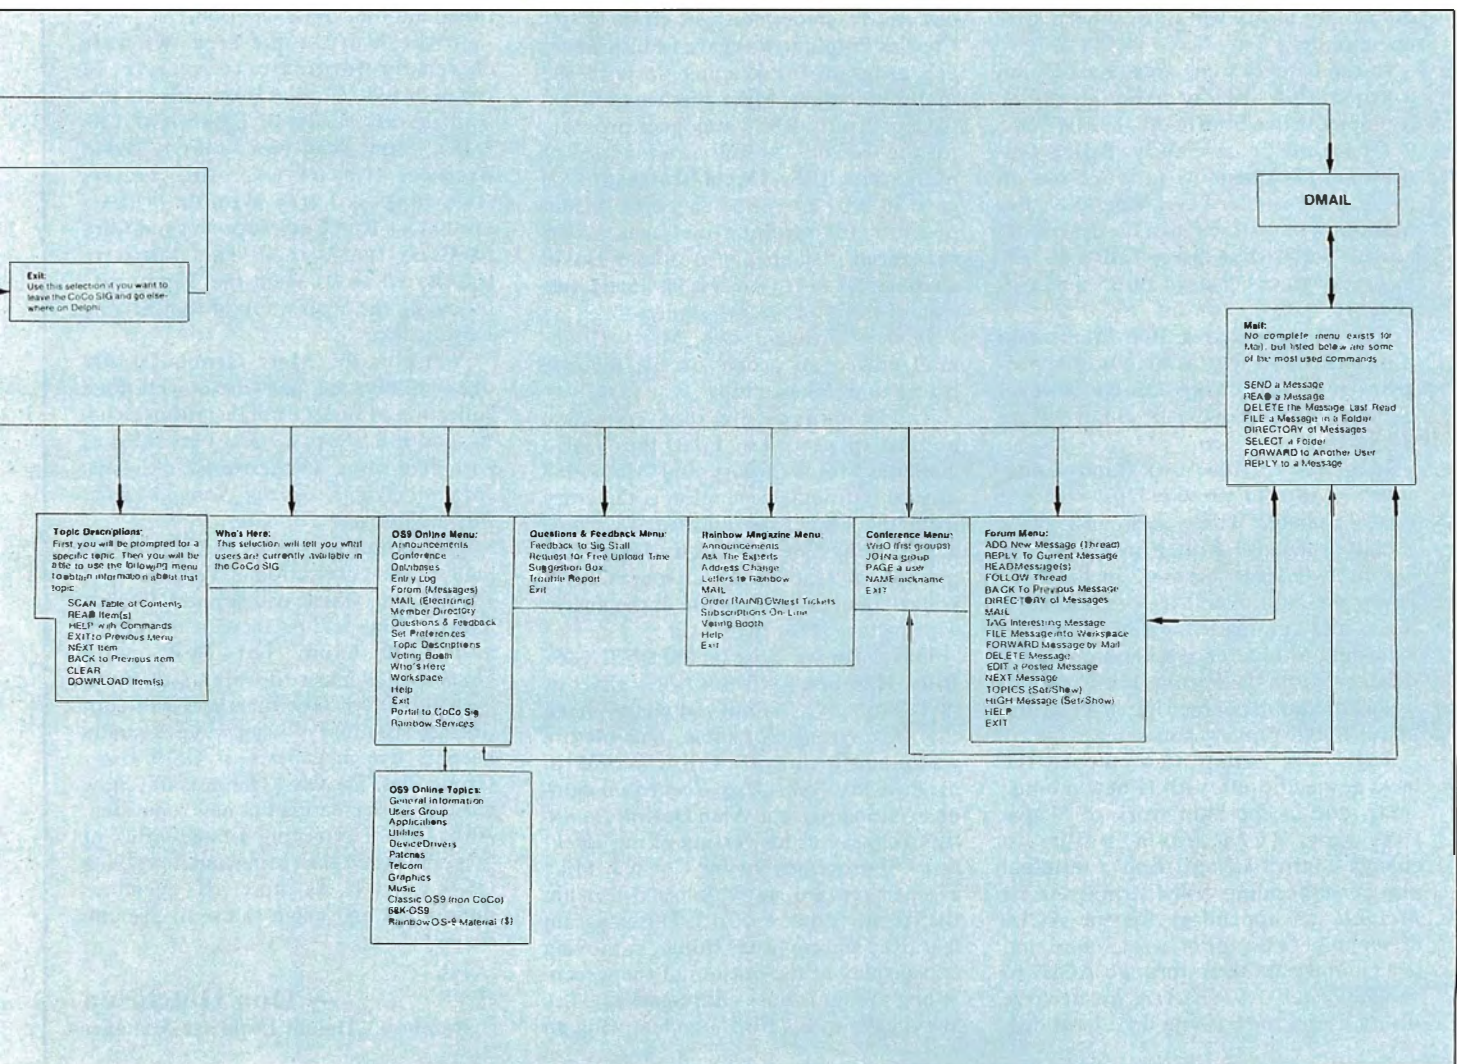 DMAIL
Exit:
Use this selection if you want to
leave the CoCo SIG and go else-
where on Delphi.
Mail:
No complete menu exists for
Mail, but listed below are some
of the most used commands
SEND a Message
READ a Message
DELETE the Message Last Read
FILE a Message in a Folder
DIRECTORY of Messages
SELECT a Folder
FORWARD to Another User
REPLY to a Message
Topic Descriptions:
First you will be prompted for a
specific topic. Then you will be
able to use the following menu
to obtain information about that
topic
SCAN Table of Contents
READ Item(s)
HELP with Commands
EXIT to Previous Menu
NEXT Item
BACK to Previous Item
CLEAR
DOWNLOAD Item(s)
Who's Here:
This selection will tell you what
users are currently available in
the CoCo SIG
OS9 Online Menu:
Announcements
Conference
Databases
Entry Log
Forum (Messages)
MAIL (Electronic)
Member Directory
Questions & Feedback
Set Preferences
Topic Descriptions
Voting Booth
Who's Here
Workspace
Help
Exit
Portal to CoCo Sig
Rainbow Services
Questions & Feedback Menu:
Feedback to Sig Staff
Request for Free Upload Time
Suggestion Box
Trouble Report
Exit
Rainbow Magazine Menu:
Announcements
Ask The Experts
Address Change
Letters to Rainbow
MAIL
Order RAINBOWfest Tickets
Subscriptions On-Line
Voting Booth
Help
Exit
Conference Menu:
WHO (list groups)
JOIN a group
PAGE a user
NAME nickname
EXIT
Forum Menu:
ADD New Message (Thread)
REPLY To Current Message
READ Message(s)
FOLLOW Thread
BACK To Previous Message
DIRECTORY of Messages
MAIL
TAG Interesting Message
FILE Message into Workspace
FORWARD Message by Mail
DELETE Message
EDIT a Posted Message
NEXT Message
TOPICS (Set/Show)
HIGH Message (Set/Show)
HELP
EXIT
OS9 Online Topics:
General Information
Users Group
Applications
Utilities
Device Drivers
Patches
Telcom
Graphics
Music
Classic OS9 (non CoCo)
68K-OS9
Rainbow OS-9 Material ($)